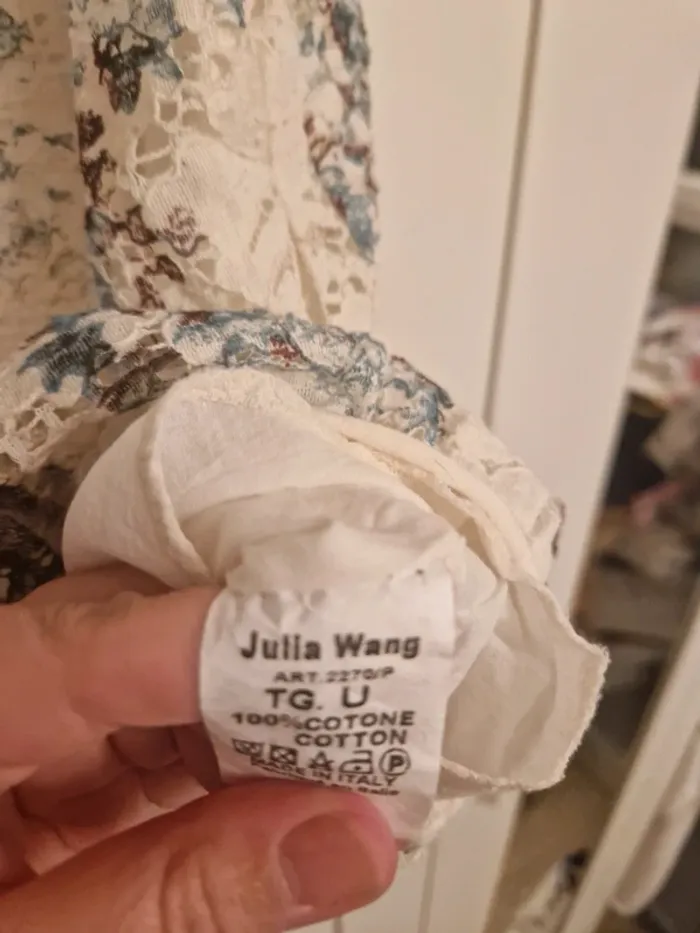 Julia Wang
ART.2270/P
TG. U
100%COTONE
COTTON
P
MADE IN ITALY